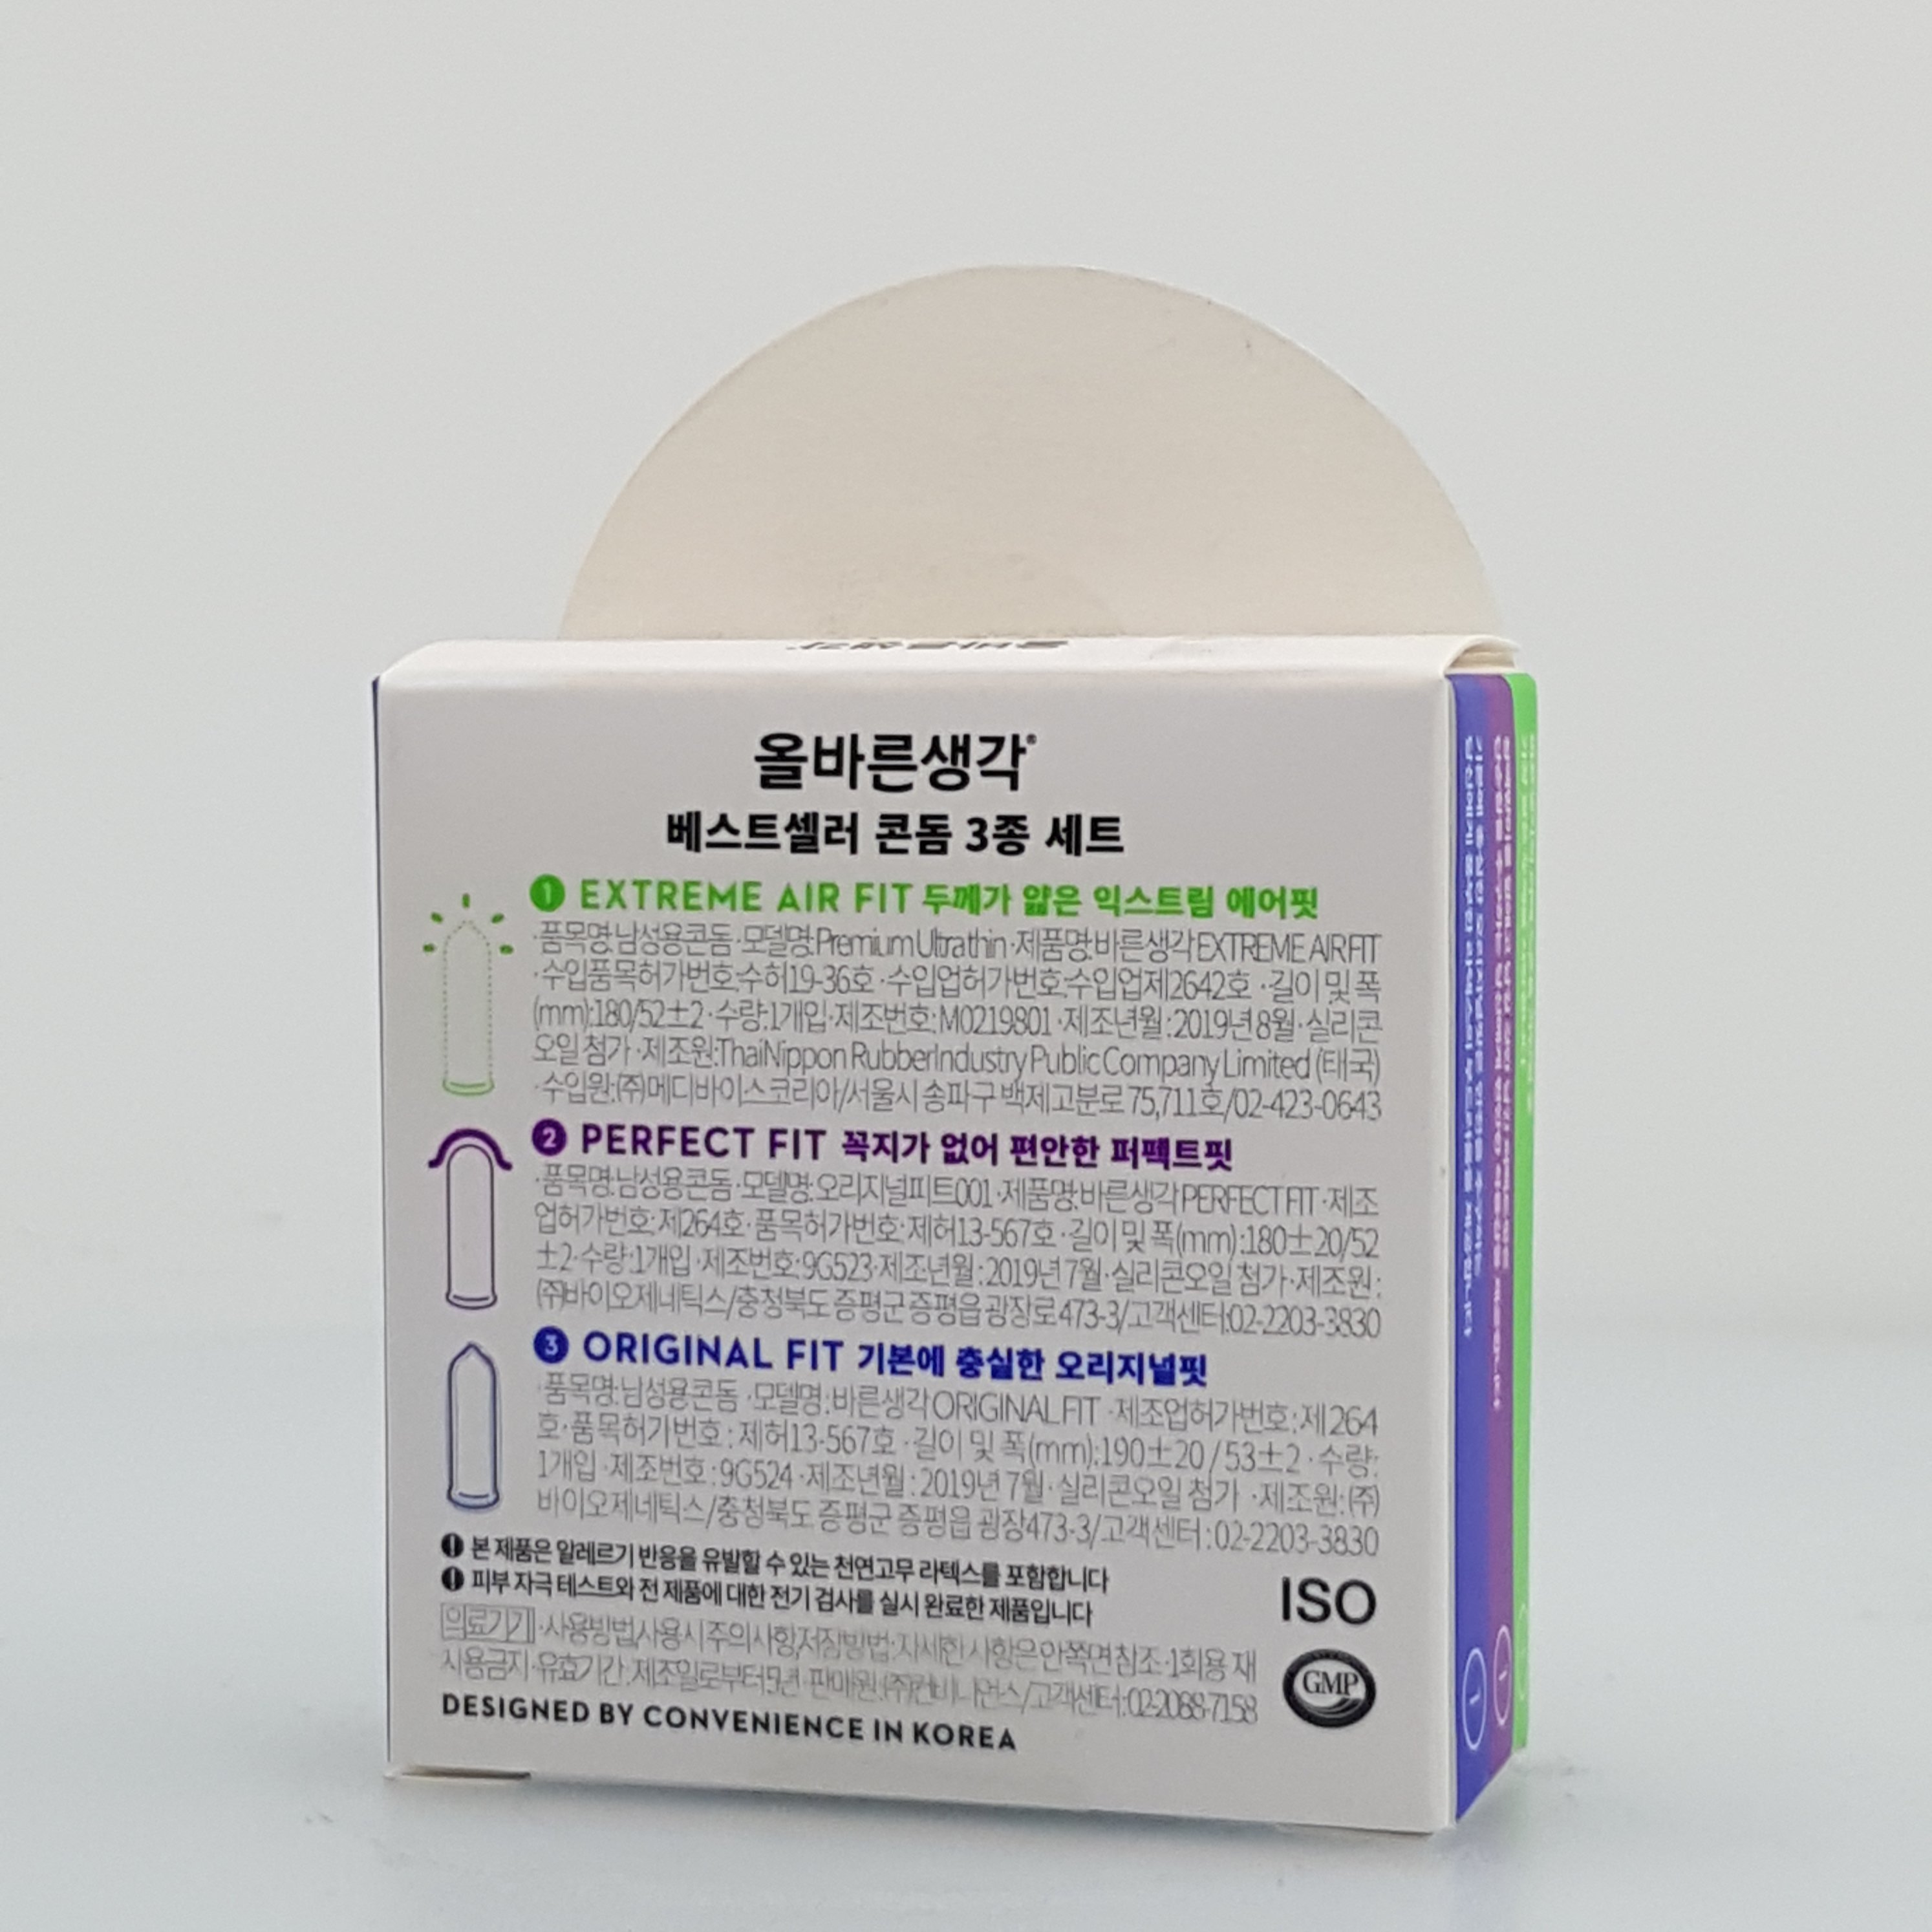 올바른생각®
베스트셀러 콘돔 3종 세트
1 EXTREME AIR FIT 두께가 얇은 익스트림 에어핏
·품목명:남성용콘돔 ·모델명:Premium Ultrathin ·제품명:바른생각 EXTREME AIR FIT
·수입품목허가번호:수허19-36호 ·수입업허가번호:수입업제2642호 ·길이 및 폭
(mm):180/52±2 ·수량:1개입 ·제조번호:M0219801 ·제조년월:2019년 8월 ·실리콘
오일 첨가 ·제조원:ThaiNippon RubberIndustry Public Company Limited (태국)
·수입원:㈜메디바이스코리아/서울시 송파구 백제고분로 75,711호/02-423-0643
2 PERFECT FIT 꼭지가 없어 편안한 퍼펙트핏
·품목명:남성용콘돔 ·모델명:오리지널피트001 ·제품명:바른생각 PERFECT FIT ·제조
업허가번호:제264호 ·품목허가번호:제허13-567호 ·길이 및 폭(mm):180±20/52
±2 ·수량:1개입 ·제조번호:9G523 ·제조년월:2019년 7월 ·실리콘오일 첨가 ·제조원:
㈜바이오제네틱스/충청북도 증평군 증평읍 광장로 473-3/고객센터:02-2203-3830
3 ORIGINAL FIT 기본에 충실한 오리지널핏
·품목명:남성용콘돔 ·모델명:바른생각 ORIGINAL FIT ·제조업허가번호:제264
호 ·품목허가번호:제허13-567호 ·길이 및 폭(mm):190±20/53±2 ·수량:
1개입 ·제조번호:9G524 ·제조년월:2019년 7월 ·실리콘오일 첨가 ·제조원:㈜
바이오제네틱스/충청북도 증평군 증평읍 광장473-3/고객센터:02-2203-3830
! 본 제품은 알레르기 반응을 유발할 수 있는 천연고무 라텍스를 포함합니다
! 피부 자극 테스트와 전 제품에 대한 전기 검사를 실시 완료한 제품입니다
의료기기 ·사용방법,사용시 주의사항,저장방법:자세한 사항은 안쪽면 참조 ·1회용 재
사용금지 ·유효기간:제조일로부터 5년 ·판매원:㈜컨비니언스/고객센터:02-2088-7158
DESIGNED BY CONVENIENCE IN KOREA
ISO
GMP